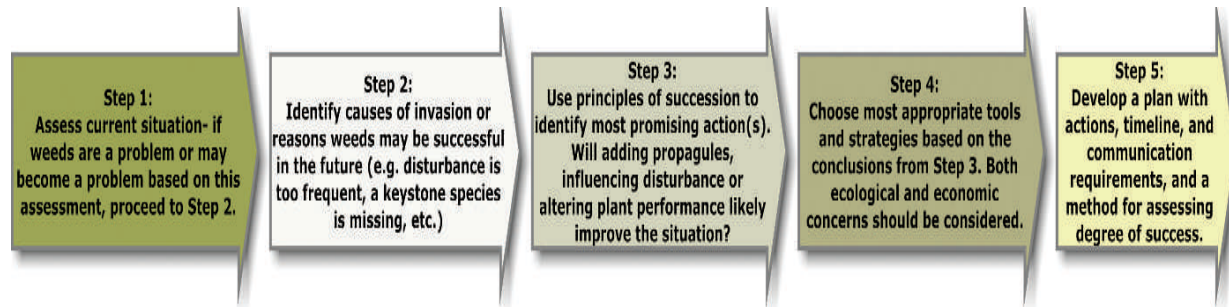 Step 1:
Assess current situation- if
weeds are a problem or may
become a problem based on this
assessment, proceed to Step 2.
Step 2:
Identify causes of invasion or
reasons weeds may be successful
in the future (e.g. disturbance is
too frequent, a keystone species
is missing, etc.)
Step 3:
Use principles of succession to
identify most promising action(s).
Will adding propagules,
influencing disturbance or
altering plant performance likely
improve the situation?
Step 4:
Choose most appropriate tools
and strategies based on the
conclusions from Step 3. Both
ecological and economic
concerns should be considered.
Step 5:
Develop a plan with
actions, timeline, and
communication
requirements, and a
method for assessing
degree of success.